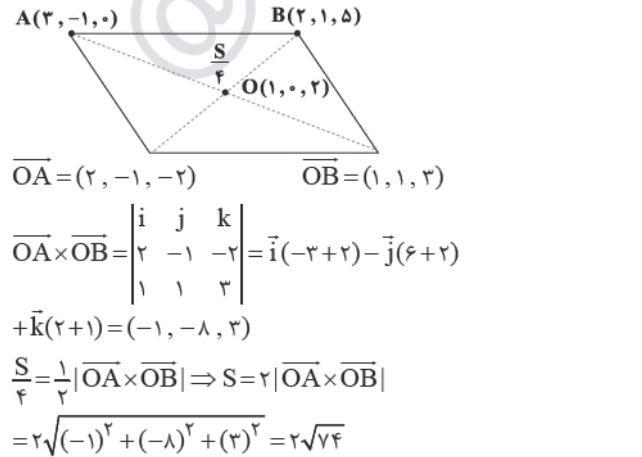 A(۳,−۱,۰) B(۲,۱,۵)
S/۴
O(۱,۰,۲)
OA⃗=(۲,−۱,−۲) OB⃗=(۱,۱,۳)
OA⃗×OB⃗=|i j k; ۲ −۱ −۲; ۱ ۱ ۳|=i⃗(−۳+۲)−j⃗(۶+۲)
+k⃗(۲+۱)=(−۱,−۸,۳)
S/۴=۱/۲|OA⃗×OB⃗|⇒S=۲|OA⃗×OB⃗|
=۲√((−۱)^۲+(−۸)^۲+(۳)^۲)=۲√۷۴